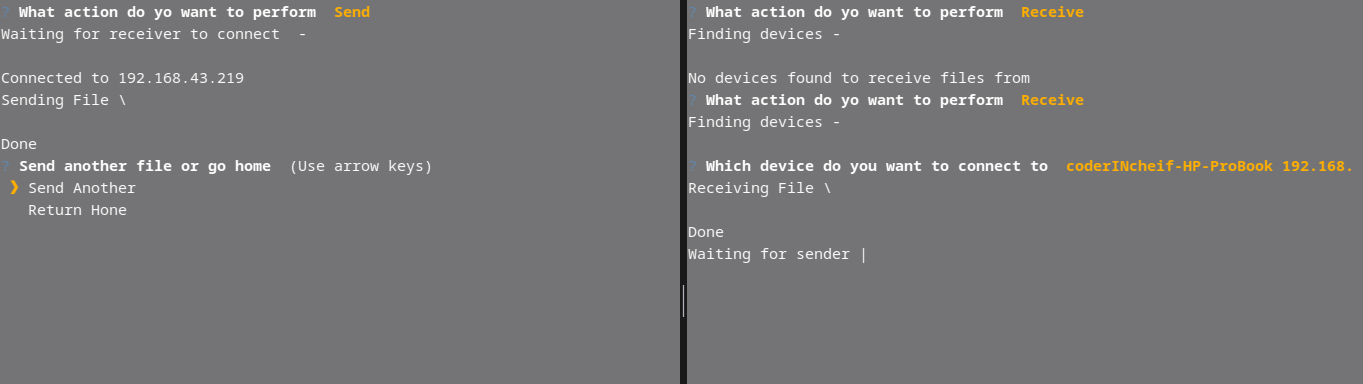 ? What action do yo want to perform  Send
Waiting for receiver to connect  -
Connected to 192.168.43.219
Sending File \
Done
? Send another file or go home  (Use arrow keys)
❯ Send Another
Return Hone
? What action do yo want to perform  Receive
Finding devices -
No devices found to receive files from
? What action do yo want to perform  Receive
Finding devices -
? Which device do you want to connect to  coderINcheif-HP-ProBook 192.168.
Receiving File \
Done
Waiting for sender |